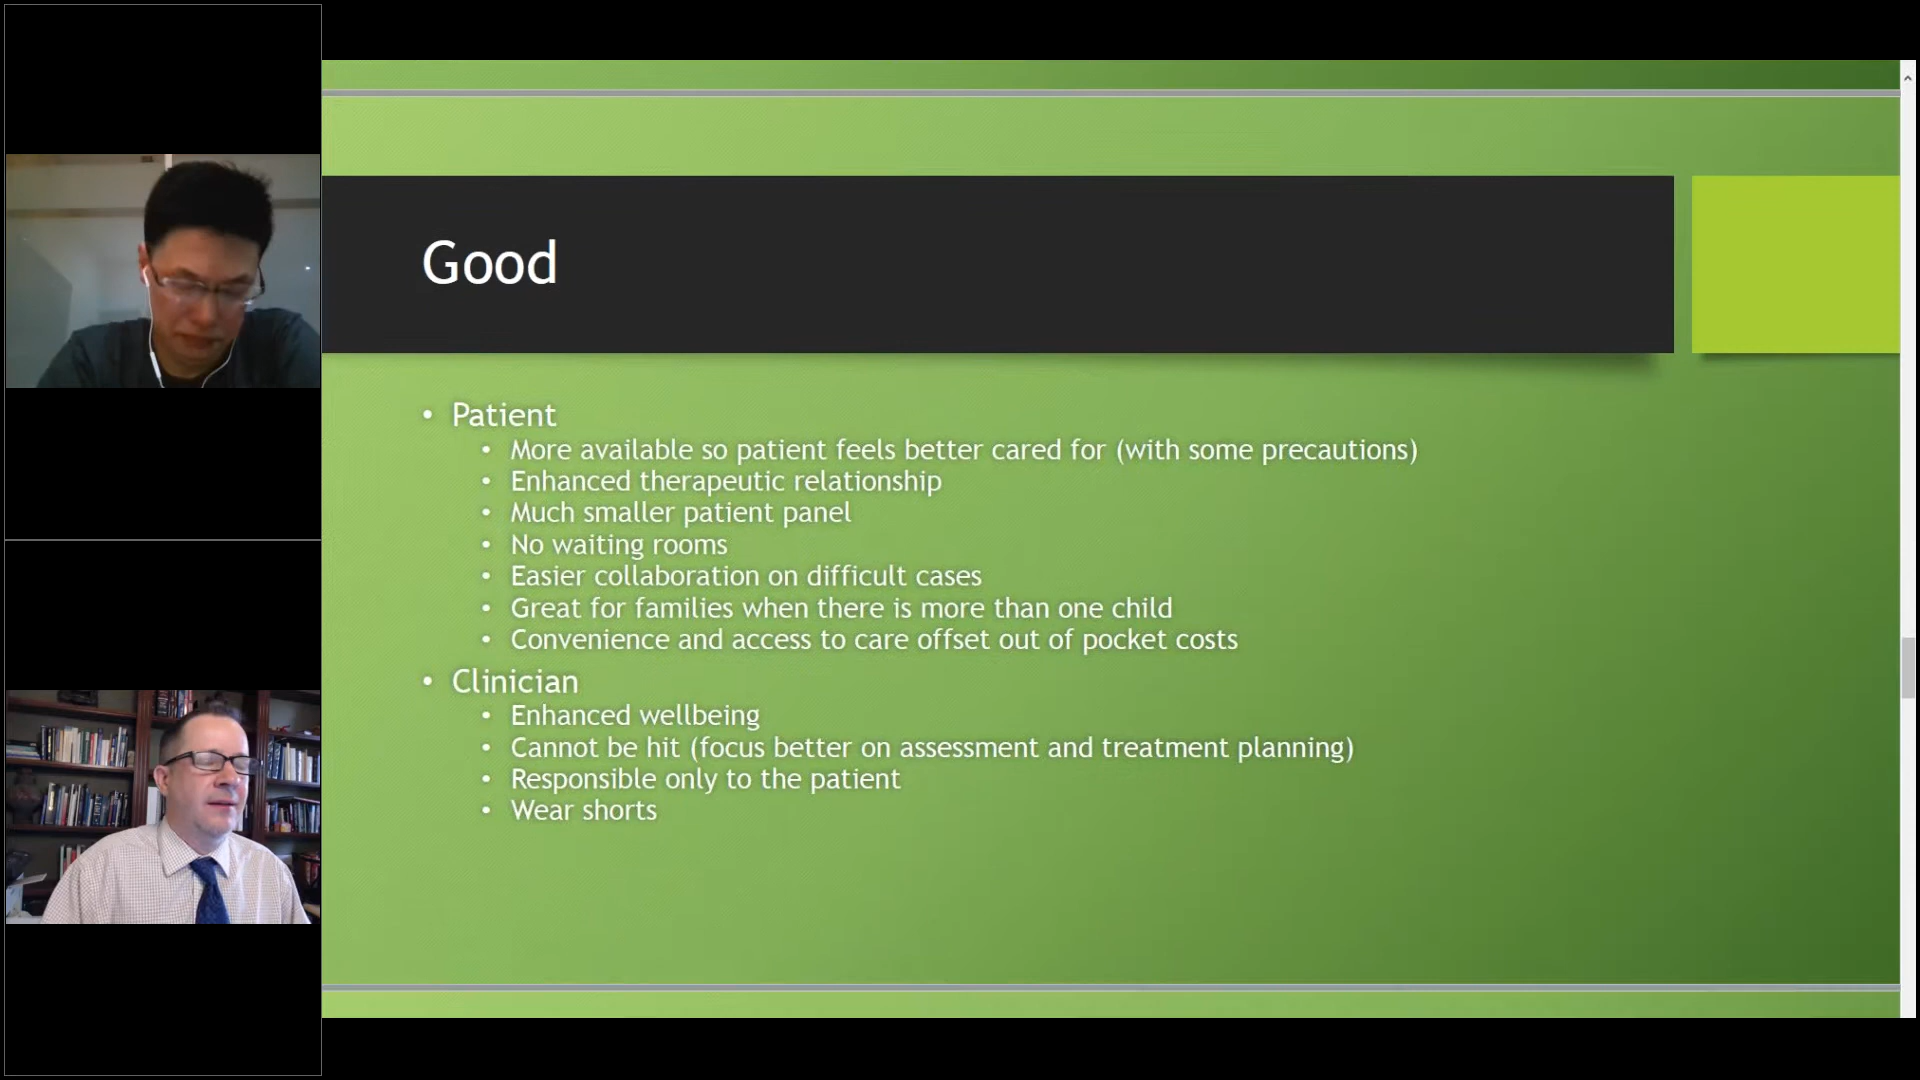 Good
• Patient
• More available so patient feels better cared for (with some precautions)
• Enhanced therapeutic relationship
• Much smaller patient panel
• No waiting rooms
• Easier collaboration on difficult cases
• Great for families when there is more than one child
• Convenience and access to care offset out of pocket costs
• Clinician
• Enhanced wellbeing
• Cannot be hit (focus better on assessment and treatment planning)
• Responsible only to the patient
• Wear shorts